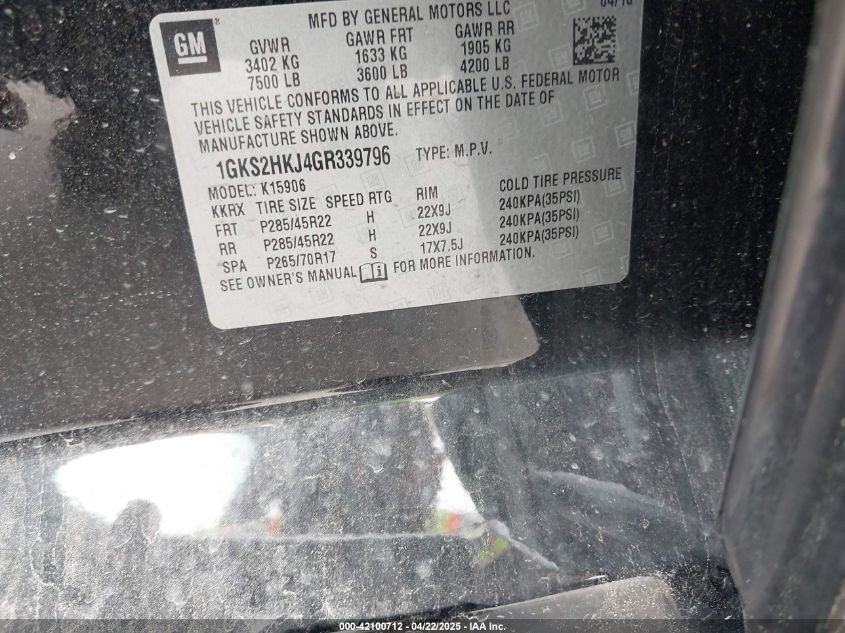 MFD BY GENERAL MOTORS LLC
GM
GVWR GAWR FRT GAWR RR
3402 KG 1633 KG 1905 KG
7500 LB 3600 LB 4200 LB
THIS VEHICLE CONFORMS TO ALL APPLICABLE U.S. FEDERAL MOTOR
VEHICLE SAFETY STANDARDS IN EFFECT ON THE DATE OF
MANUFACTURE SHOWN ABOVE.
1GKS2HKJ4GR339796 TYPE: M.P.V.
MODEL: K15906
KKRX TIRE SIZE SPEED RTG RIM COLD TIRE PRESSURE
FRT P285/45R22 H 22X9J 240KPA(35PSI)
RR P285/45R22 H 22X9J 240KPA(35PSI)
SPA P265/70R17 S 17X7.5J 240KPA(35PSI)
SEE OWNER'S MANUAL FOR MORE INFORMATION.
000-42100712 - 04/22/2025 - IAA Inc.